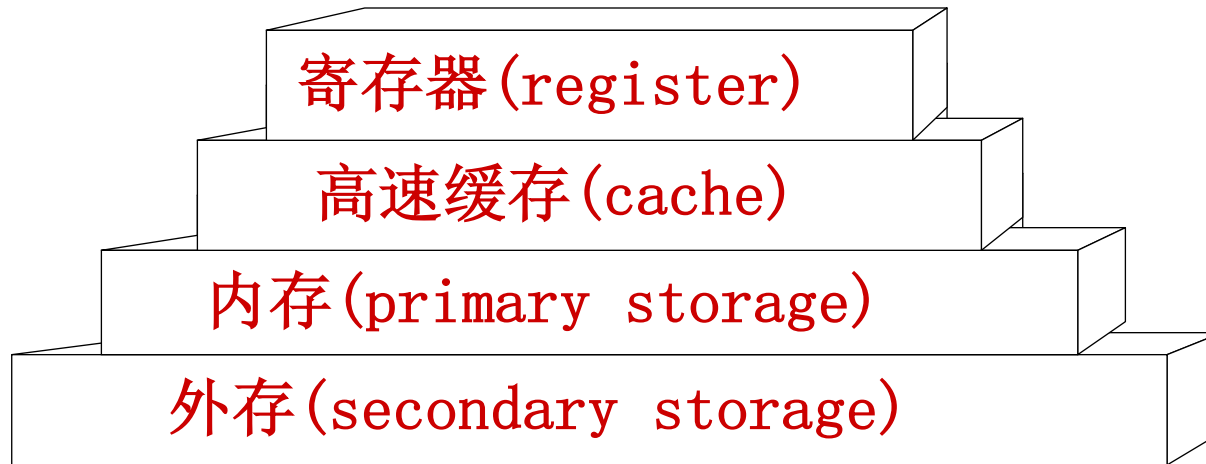 寄存器(register)
高速缓存(cache)
内存(primary storage)
外存(secondary storage)